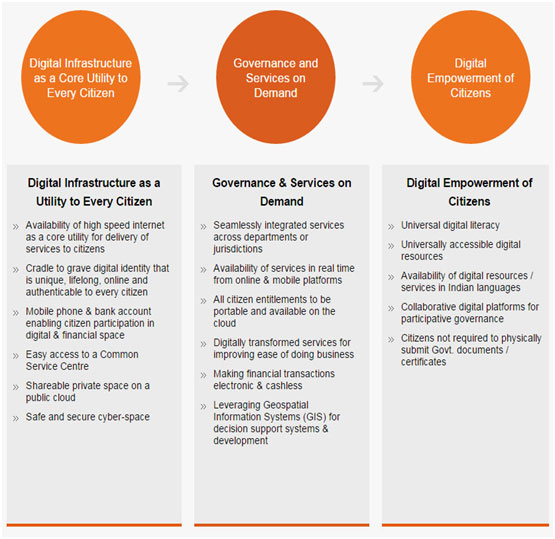 Digital Infrastructure
as a Core Utility to
Every Citizen
Governance and
Services on
Demand
Digital
Empowerment of
Citizens
Digital Infrastructure as a
Utility to Every Citizen
» Availability of high speed internet
as a core utility for delivery of
services to citizens
» Cradle to grave digital identity that
is unique, lifelong, online and
authenticable to every citizen
» Mobile phone & bank account
enabling citizen participation in
digital & financial space
» Easy access to a Common
Service Centre
» Shareable private space on a
public cloud
» Safe and secure cyber-space
Governance & Services on
Demand
» Seamlessly integrated services
across departments or
jurisdictions
» Availability of services in real time
from online & mobile platforms
» All citizen entitlements to be
portable and available on the
cloud
» Digitally transformed services for
improving ease of doing business
» Making financial transactions
electronic & cashless
» Leveraging Geospatial
Information Systems (GIS) for
decision support systems &
development
Digital Empowerment of
Citizens
» Universal digital literacy
» Universally accessible digital
resources
» Availability of digital resources /
services in Indian languages
» Collaborative digital platforms for
participative governance
» Citizens not required to physically
submit Govt. documents /
certificates